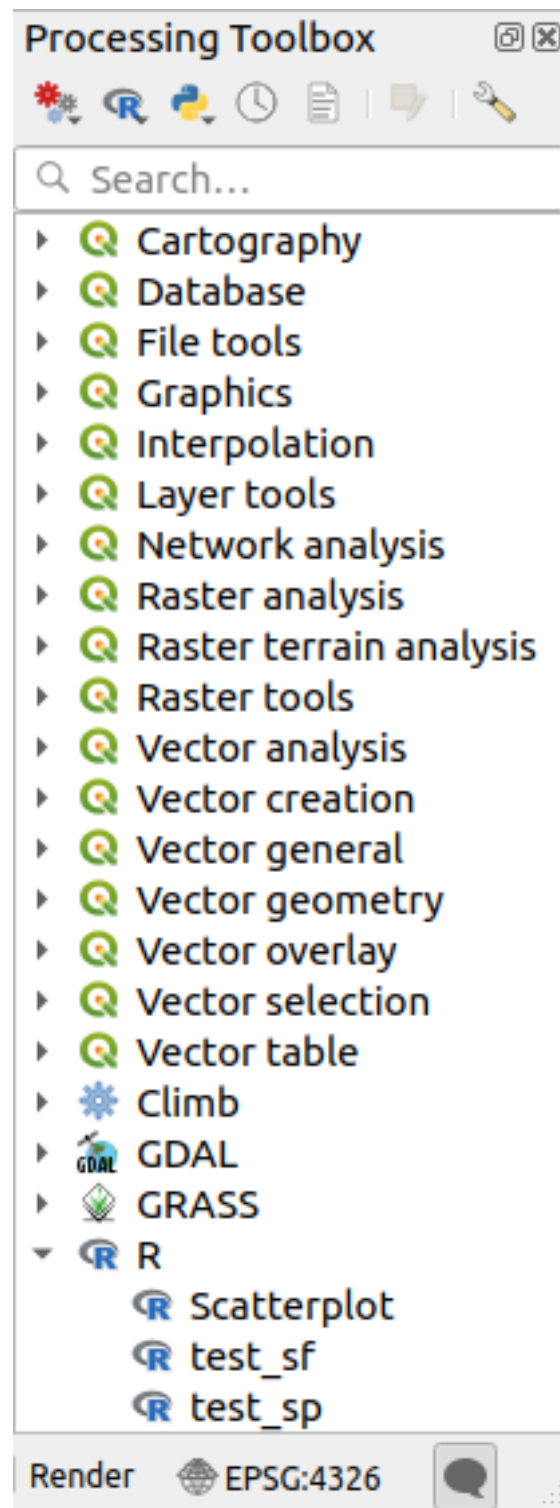 Processing Toolbox
Search...
Cartography
Database
File tools
Graphics
Interpolation
Layer tools
Network analysis
Raster analysis
Raster terrain analysis
Raster tools
Vector analysis
Vector creation
Vector general
Vector geometry
Vector overlay
Vector selection
Vector table
Climb
GDAL GDAL
GRASS
R R
R Scatterplot
R test_sf
R test_sp
Render EPSG:4326